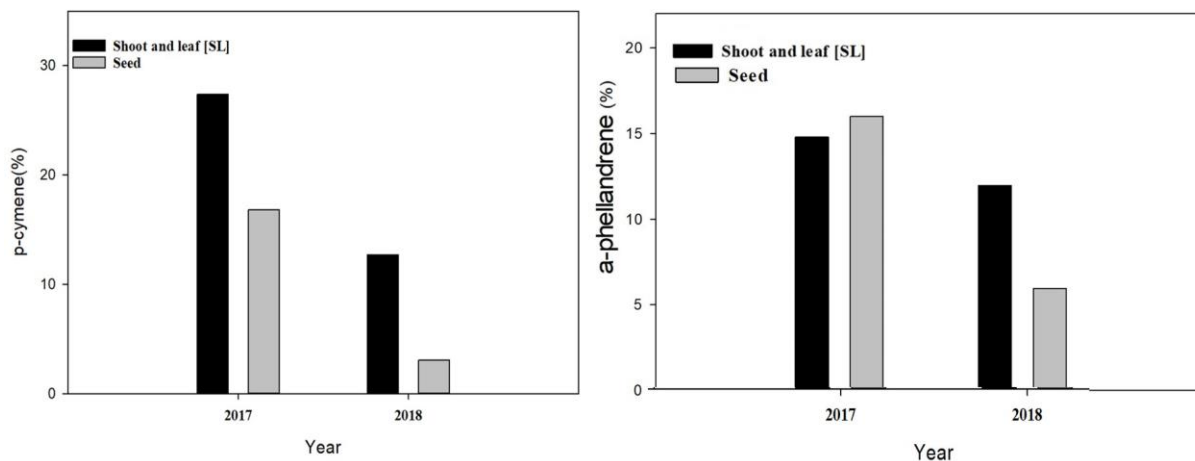 p-cymene(%)
30
20
10
0
Shoot and leaf [SL]
Seed
2017
2018
Year
a-phellandrene (%)
20
15
10
5
0
Shoot and leaf [SL]
Seed
2017
2018
Year